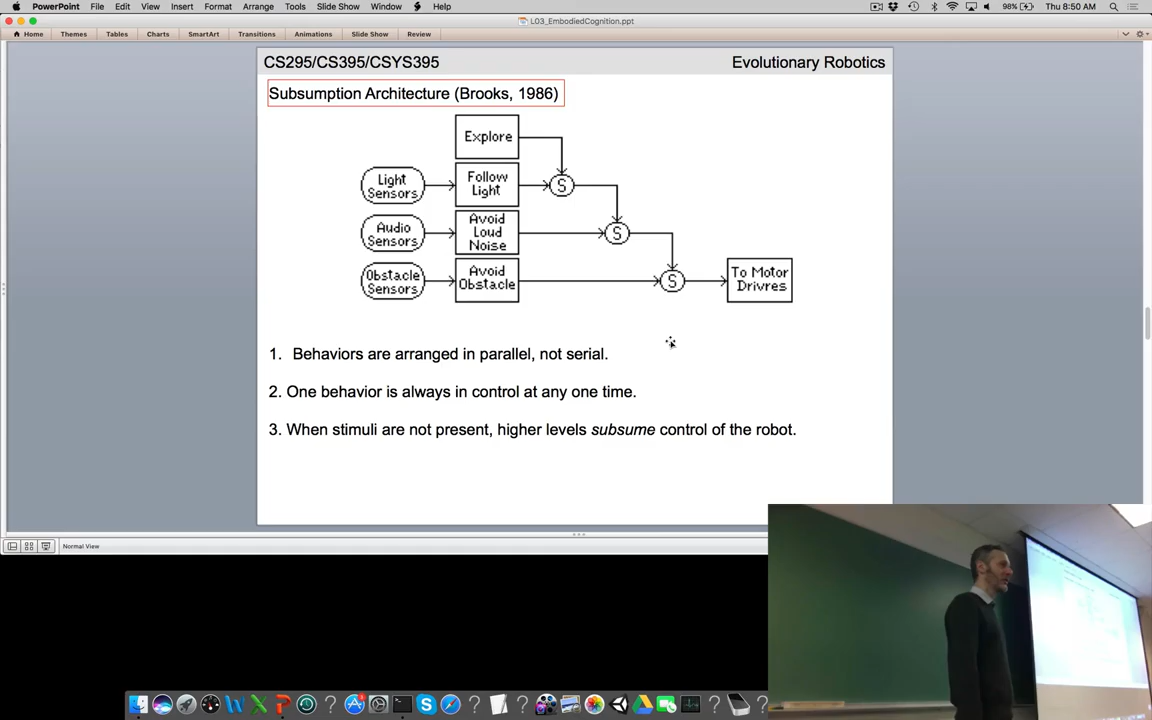 PowerPoint File Edit View Insert Format Arrange Tools Slide Show Window Help 98% Thu 8:50 AM
L03_EmbodiedCognition.ppt
Home Themes Tables Charts SmartArt Transitions Animations Slide Show Review
CS295/CS395/CSYS395 Evolutionary Robotics
Subsumption Architecture (Brooks, 1986)
Explore
Light
Sensors
Follow
Light
S
Audio
Sensors
Avoid
Loud
Noise
S
Obstacle
Sensors
Avoid
Obstacle
S
To Motor
Drivres
1. Behaviors are arranged in parallel, not serial.
2. One behavior is always in control at any one time.
3. When stimuli are not present, higher levels subsume control of the robot.
Normal View